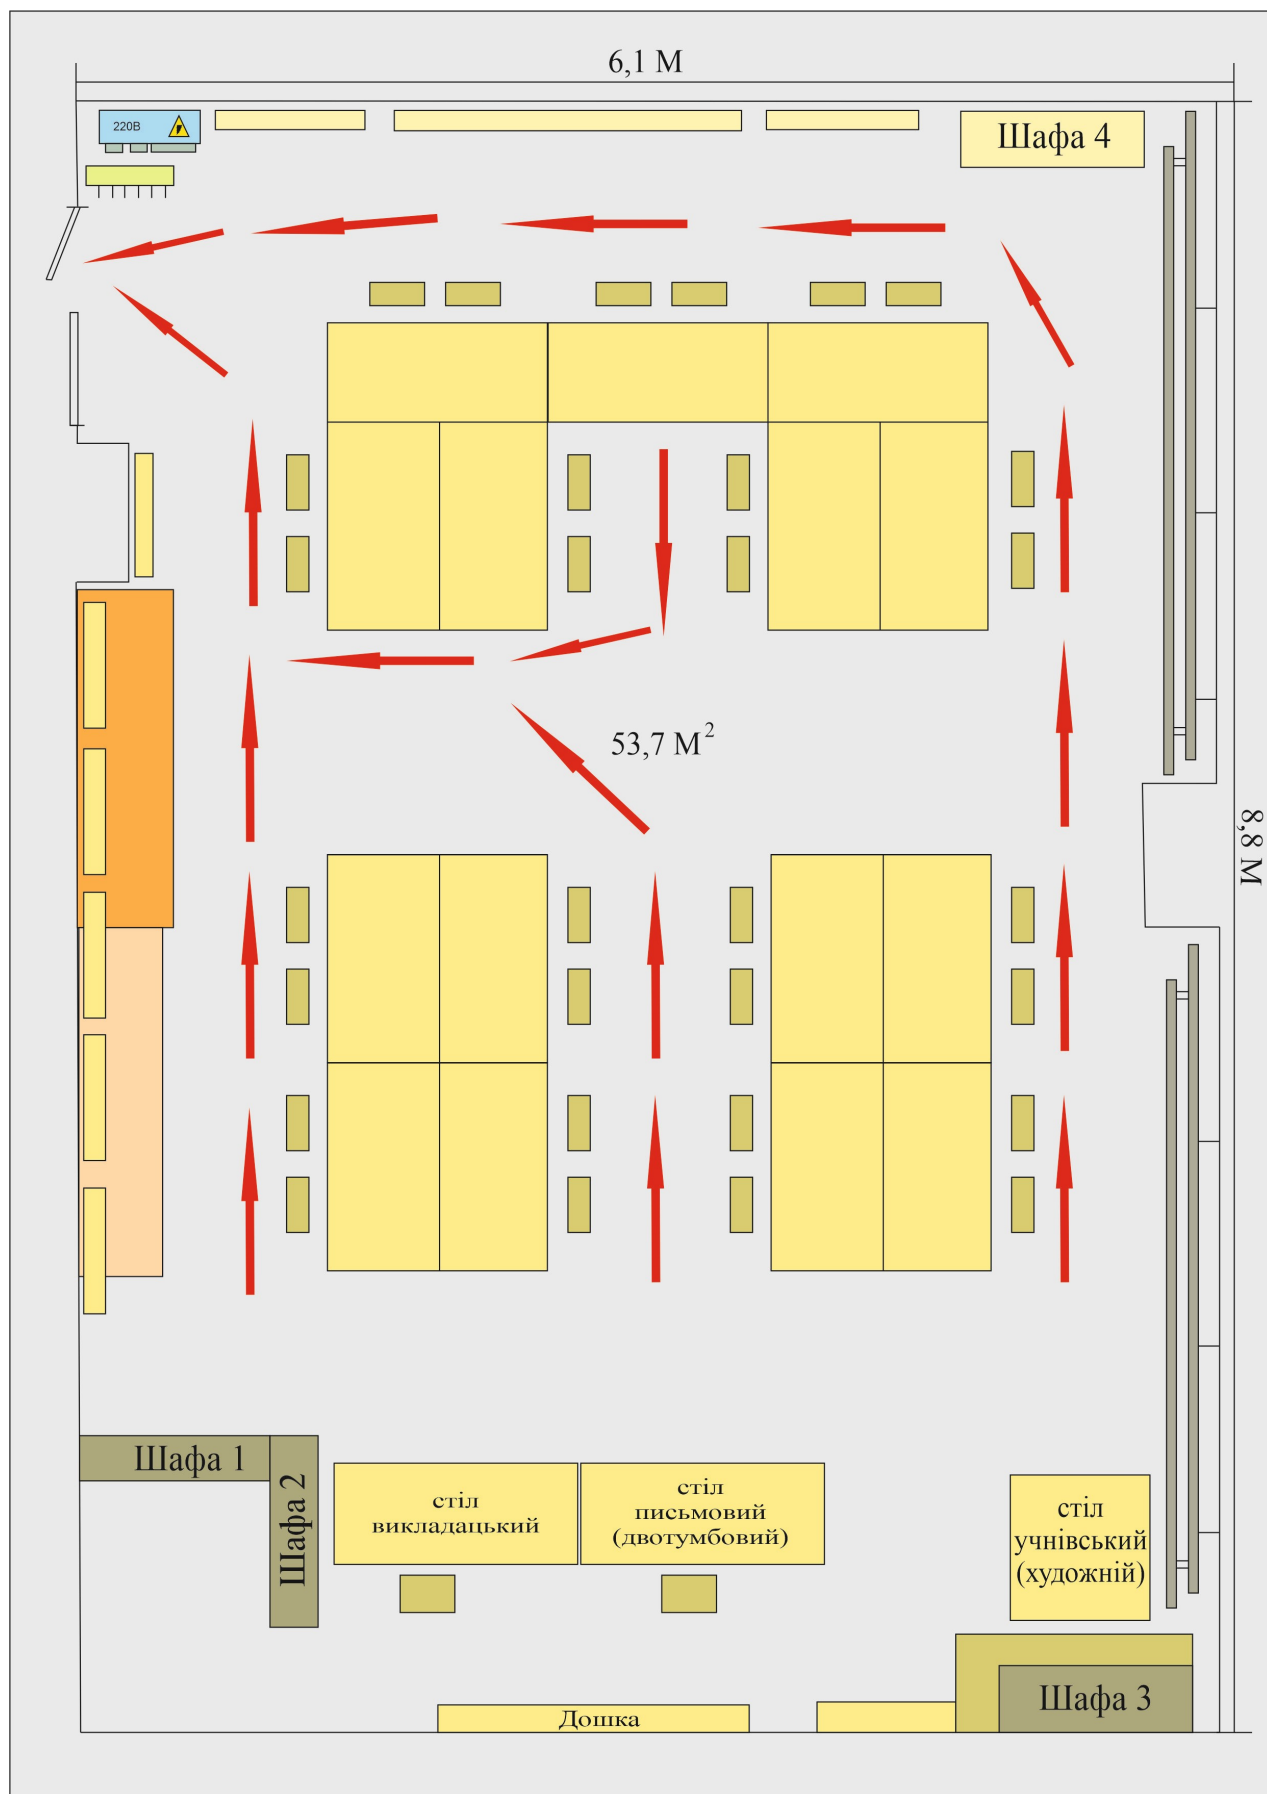 6,1 М
220В
Шафа 4
53,7 М²
8,8 М
Шафа 1
Шафа 2
стіл
викладацький
стіл
письмовий
(двотумбовий)
стіл
учнівський
(художній)
Шафа 3
Дошка